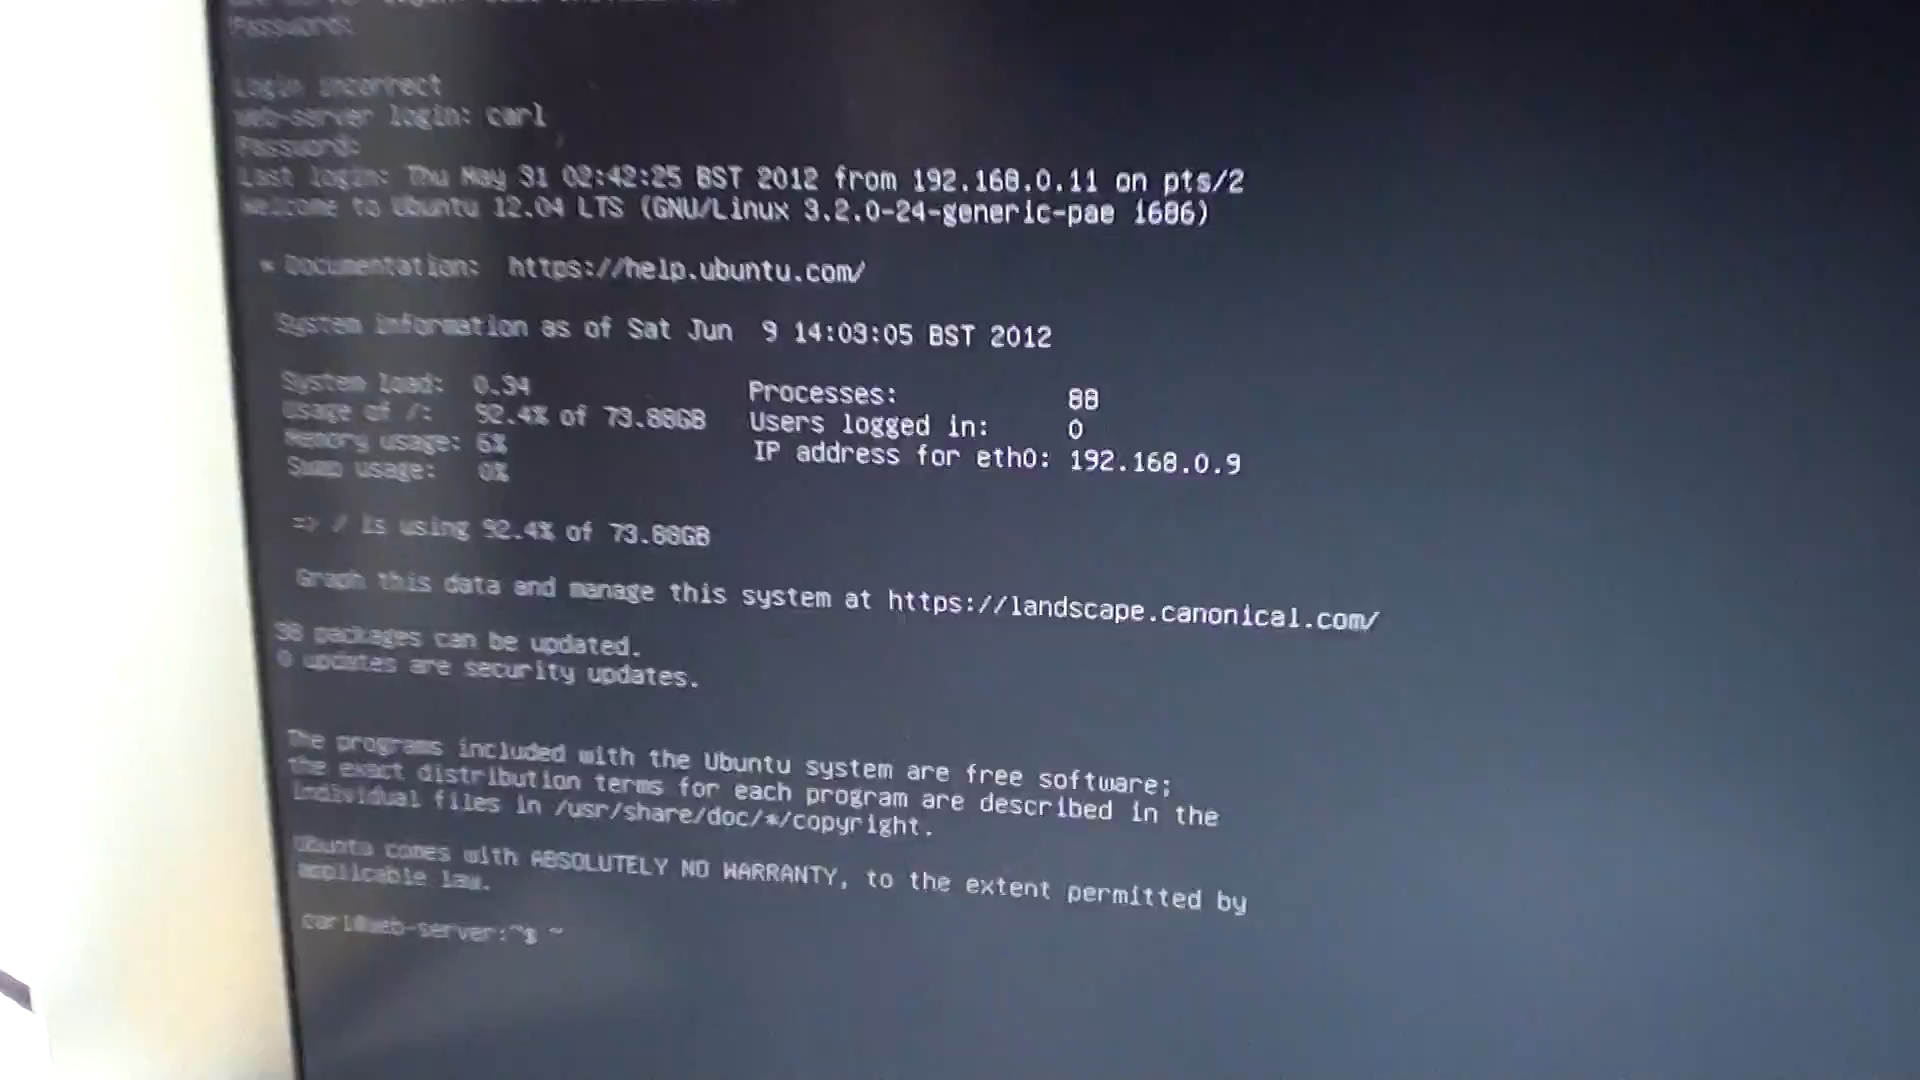 Password:
Login incorrect
web-server login: carl
Password:
Last login: Thu May 31 02:42:25 BST 2012 from 192.168.0.11 on pts/2
Welcome to Ubuntu 12.04 LTS (GNU/Linux 3.2.0-24-generic-pae i686)
* Documentation: https://help.ubuntu.com/
System information as of Sat Jun 9 14:03:05 BST 2012
System load: 0.34 Processes: 88
Usage of /: 92.4% of 73.88GB Users logged in: 0
Memory usage: 6% IP address for eth0: 192.168.0.9
Swap usage: 0%
=> / is using 92.4% of 73.88GB
Graph this data and manage this system at https://landscape.canonical.com/
98 packages can be updated.
0 updates are security updates.
The programs included with the Ubuntu system are free software;
the exact distribution terms for each program are described in the
individual files in /usr/share/doc/*/copyright.
Ubuntu comes with ABSOLUTELY NO WARRANTY, to the extent permitted by
applicable law.
carl@web-server:~$ ~